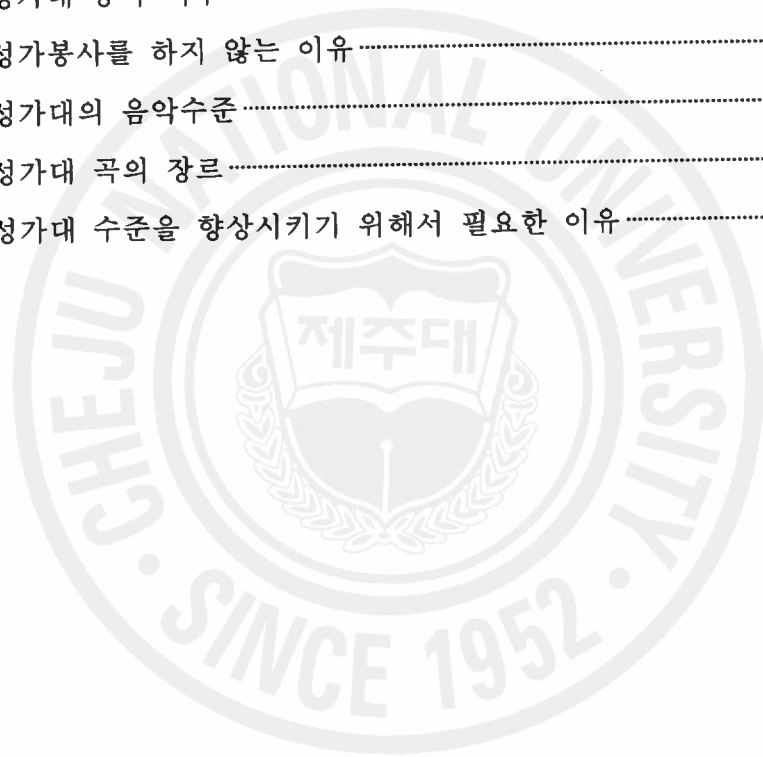 성가봉사를 하지 않는 이유
성가대의 음악수준
성가대 곡의 장르
성가대 수준을 향상시키기 위해서 필요한 이유
CHEJU NATIONAL UNIVERSITY
제주대
SINCE 1952